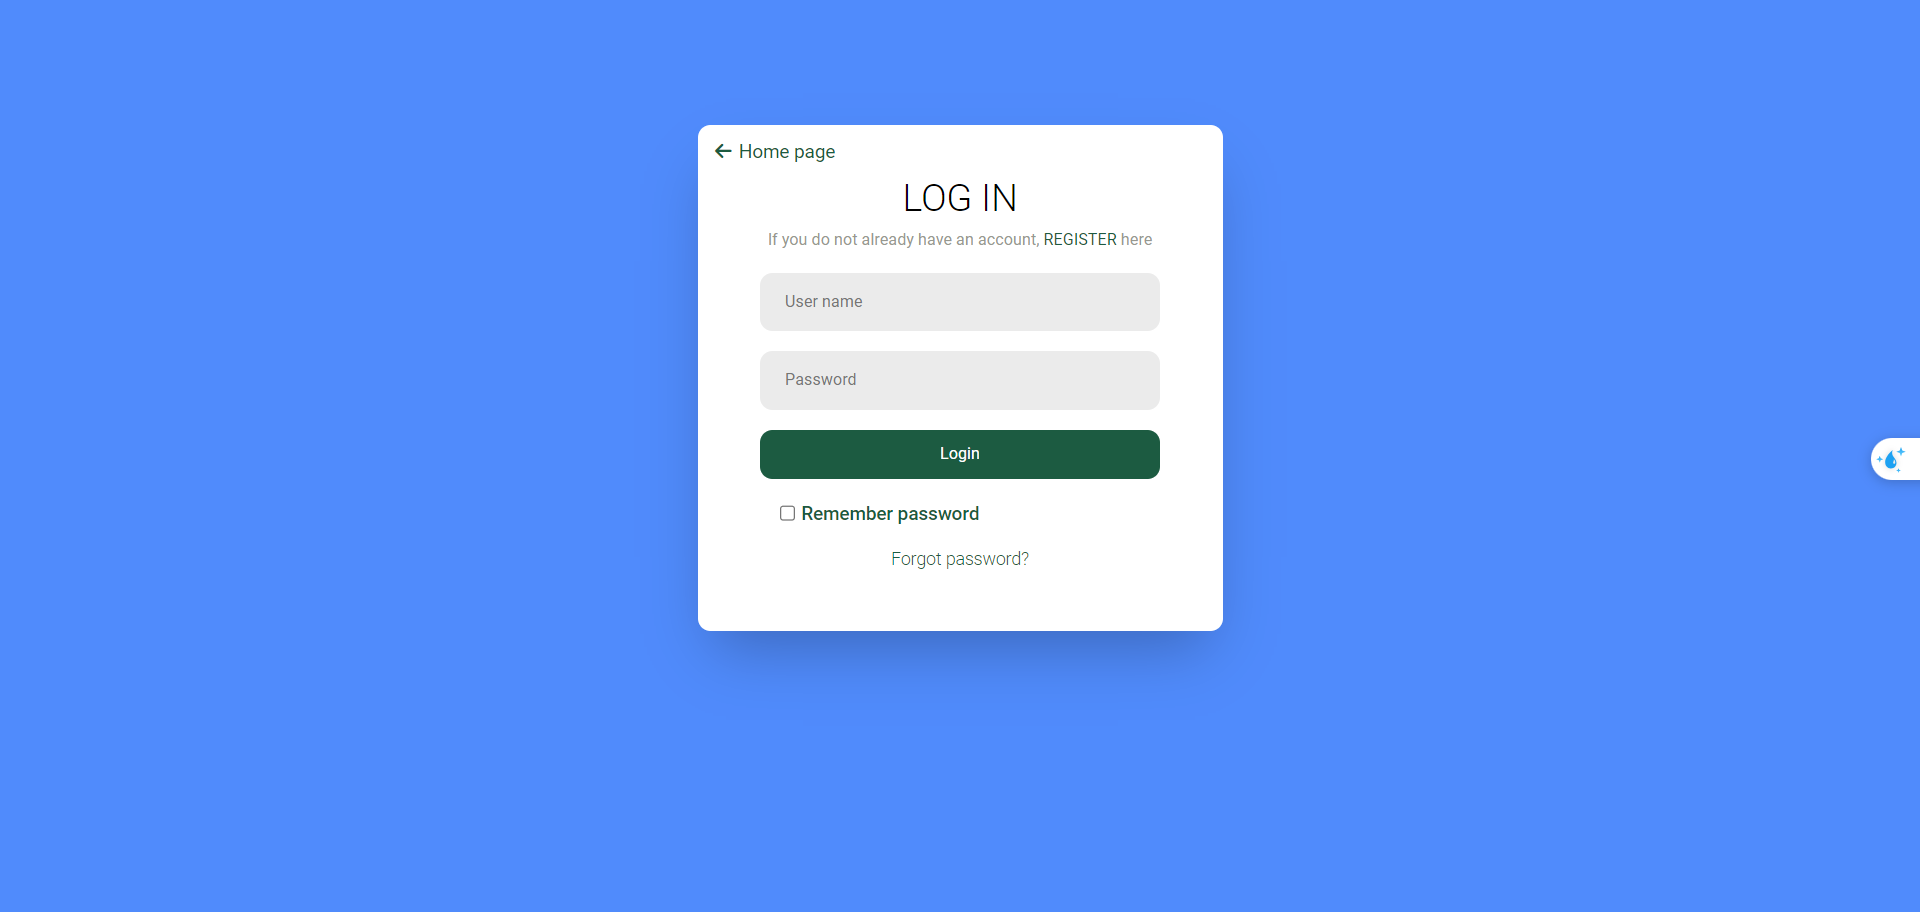 Home page
LOG IN
If you do not already have an account, REGISTER here
User name
Password
Login
Remember password
Forgot password?